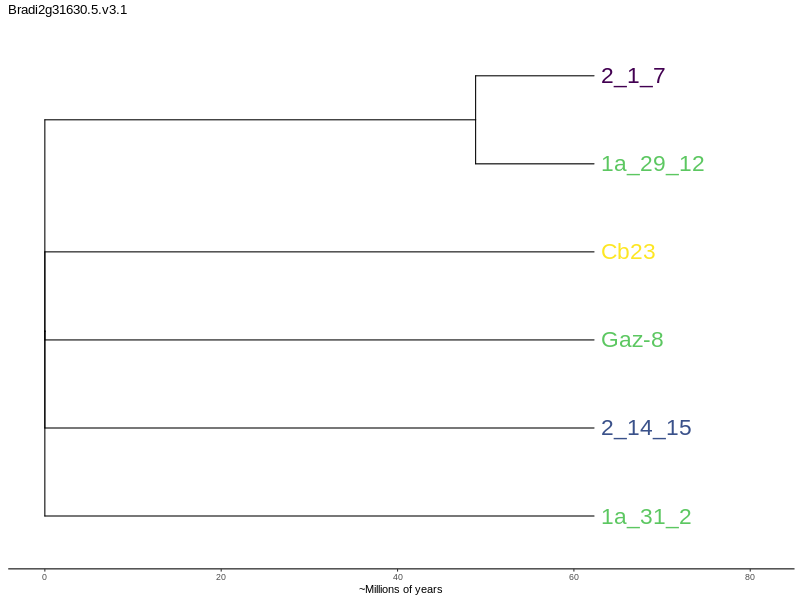 Bradi2g31630.5.v3.1
2_1_7
1a_29_12
Cb23
Gaz-8
2_14_15
1a_31_2
0 20 40 60 80
~Millions of years